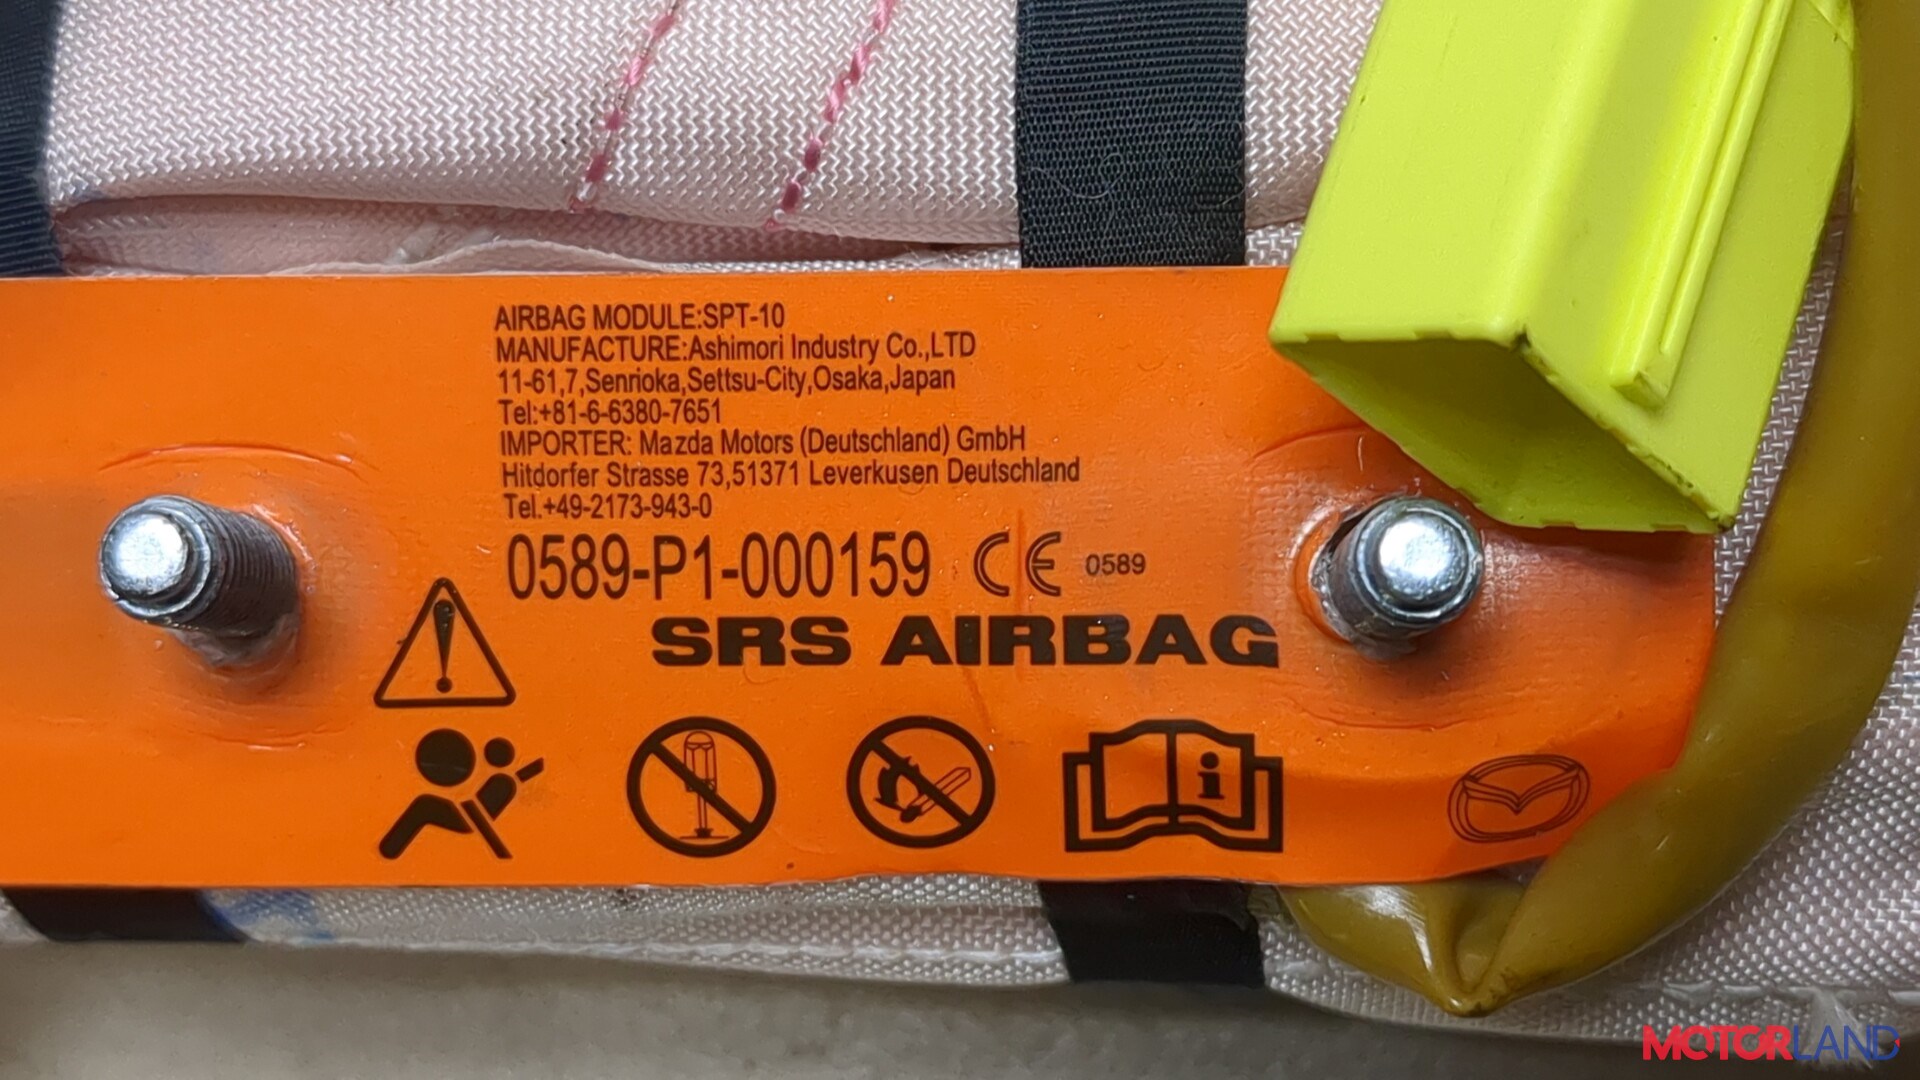 AIRBAG MODULE:SPT-10
MANUFACTURE:Ashimori Industry Co.,LTD
11-61,7,Senrioka,Settsu-City,Osaka,Japan
Tel:+81-6-6380-7651
IMPORTER: Mazda Motors (Deutschland) GmbH
Hitdorfer Strasse 73,51371 Leverkusen Deutschland
Tel.+49-2173-943-0
0589-P1-000159 CE 0589
SRS AIRBAG
i
MOTORLAND